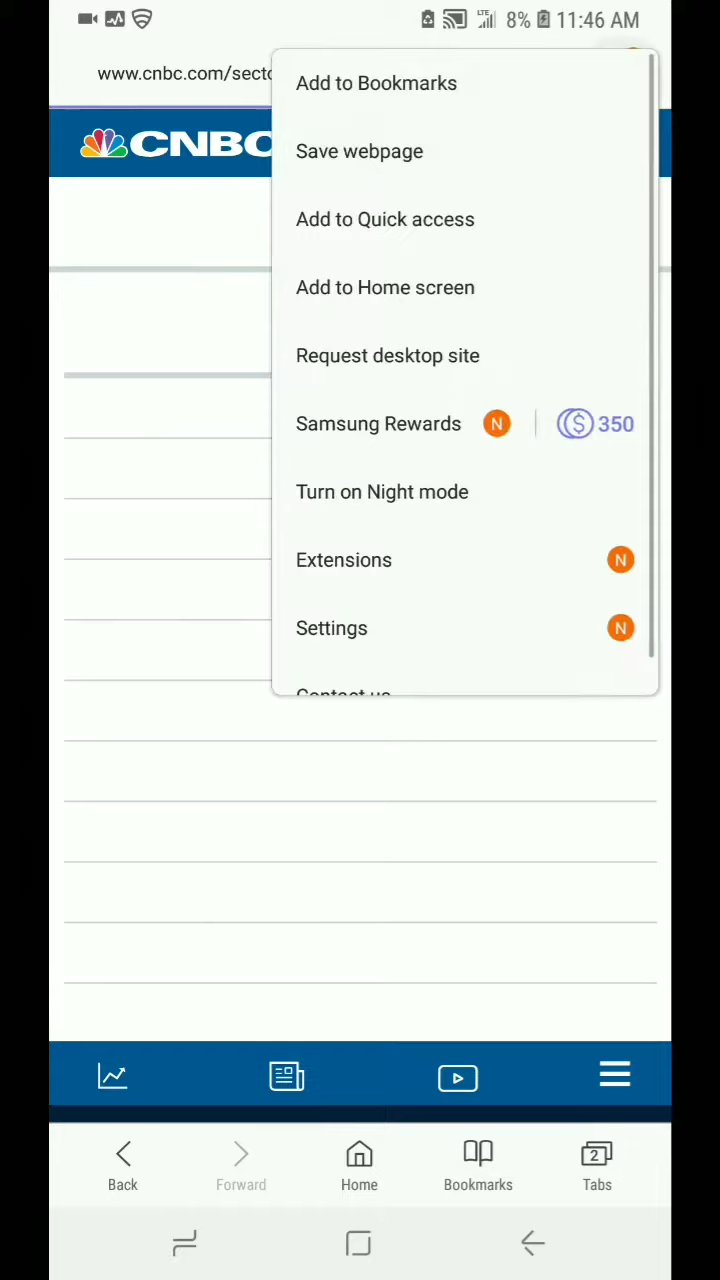 LTE 8% 11:46 AM
www.cnbc.com/secto
CNBC
Add to Bookmarks
Save webpage
Add to Quick access
Add to Home screen
Request desktop site
Samsung Rewards N $ 350
Turn on Night mode
Extensions N
Settings N
Contact us
2
Back Forward Home Bookmarks Tabs